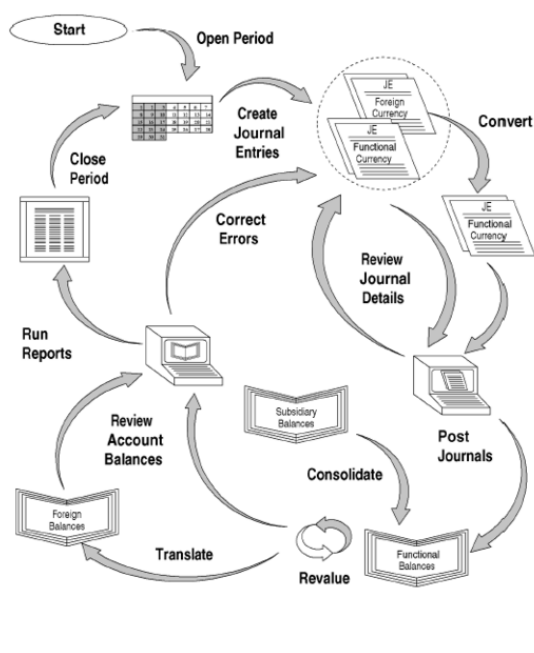 Start
Open Period
Create
Journal
Entries
JE
Foreign
Currency
JE
Functional
Currency
Convert
Close
Period
JE
Functional
Currency
Correct
Errors
Review
Journal
Details
Run
Reports
Review
Account
Balances
Subsidiary
Balances
Post
Journals
Consolidate
Foreign
Balances
Translate
Revalue
Functional
Balances